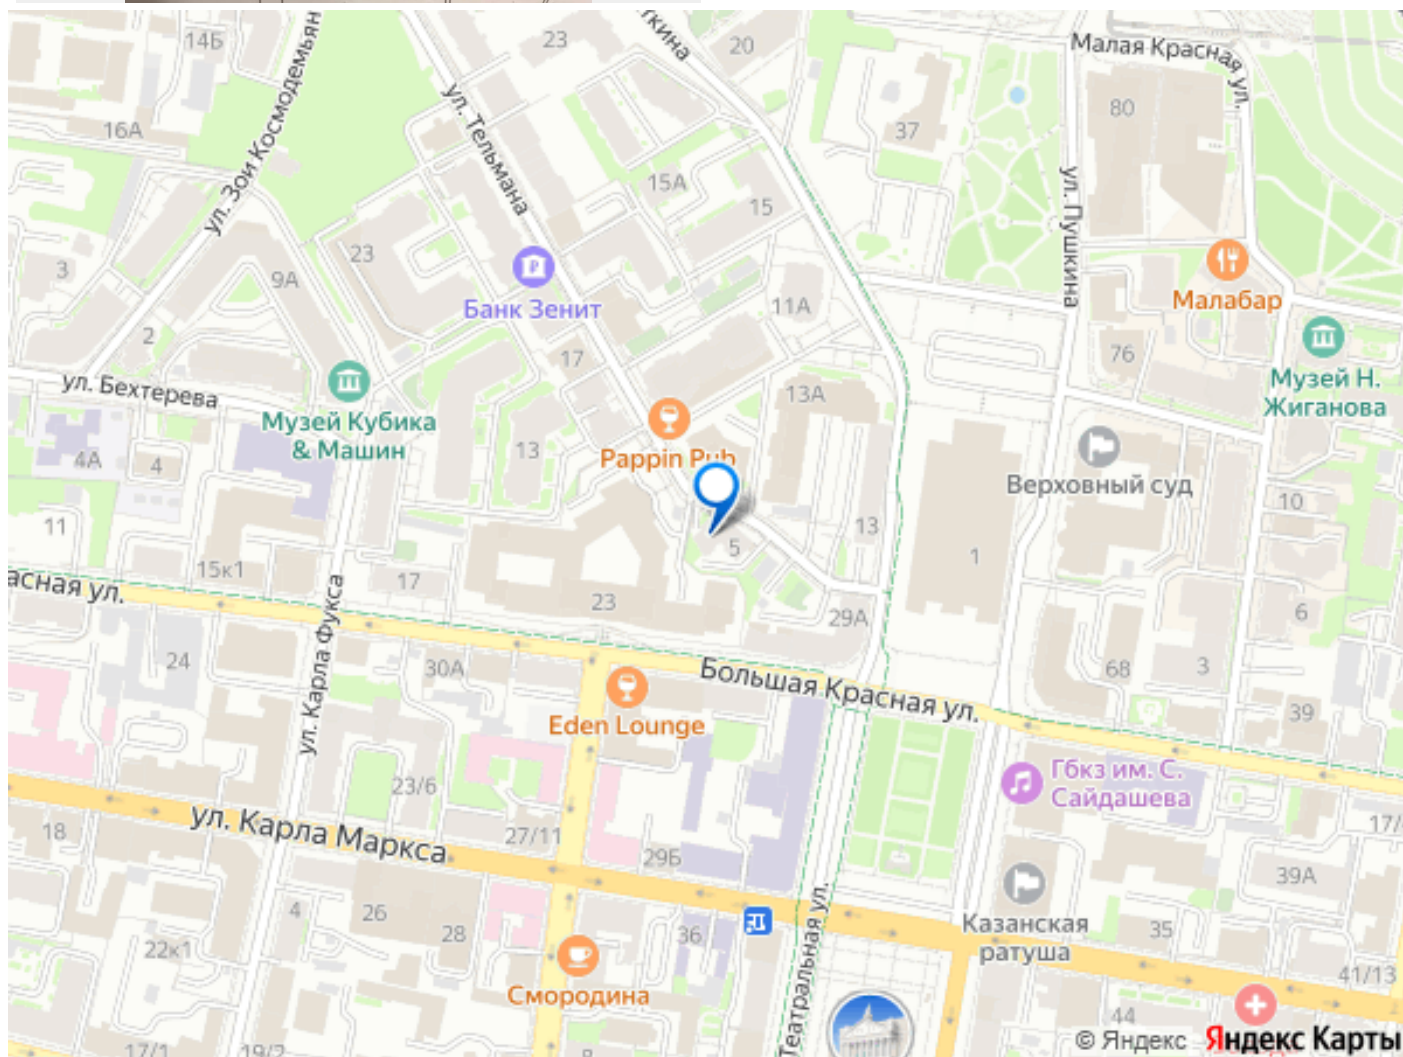 14Б
23
20
Малая Красная ул.
80
37
16А
ул. Зои Космодемьян
ул. Тельмана
ткина
15А
15
ул. Пушкина
3
9А
23
Банк Зенит
11А
Малабар
2
17
76
Музей Н.
Жиганова
ул. Бехтерева
Музей Кубика
& Машин
13А
4А
4
13
Pappin Pub
Верховный суд
10
11
13
5
1
15к1
17
асная ул.
23
29А
6
ул. Карла Фукса
24
30А
68
3
Большая Красная ул.
39
Eden Lounge
23/6
Гбкз им. С.
Сайдашева
18
ул. Карла Маркса
27/11
29Б
17/
39А
4
26
28
36
Театральная ул.
Казанская
ратуша
35
22к1
Смородина
41/13
44
17/1
19/2
8
© Яндекс Яндекс Карты